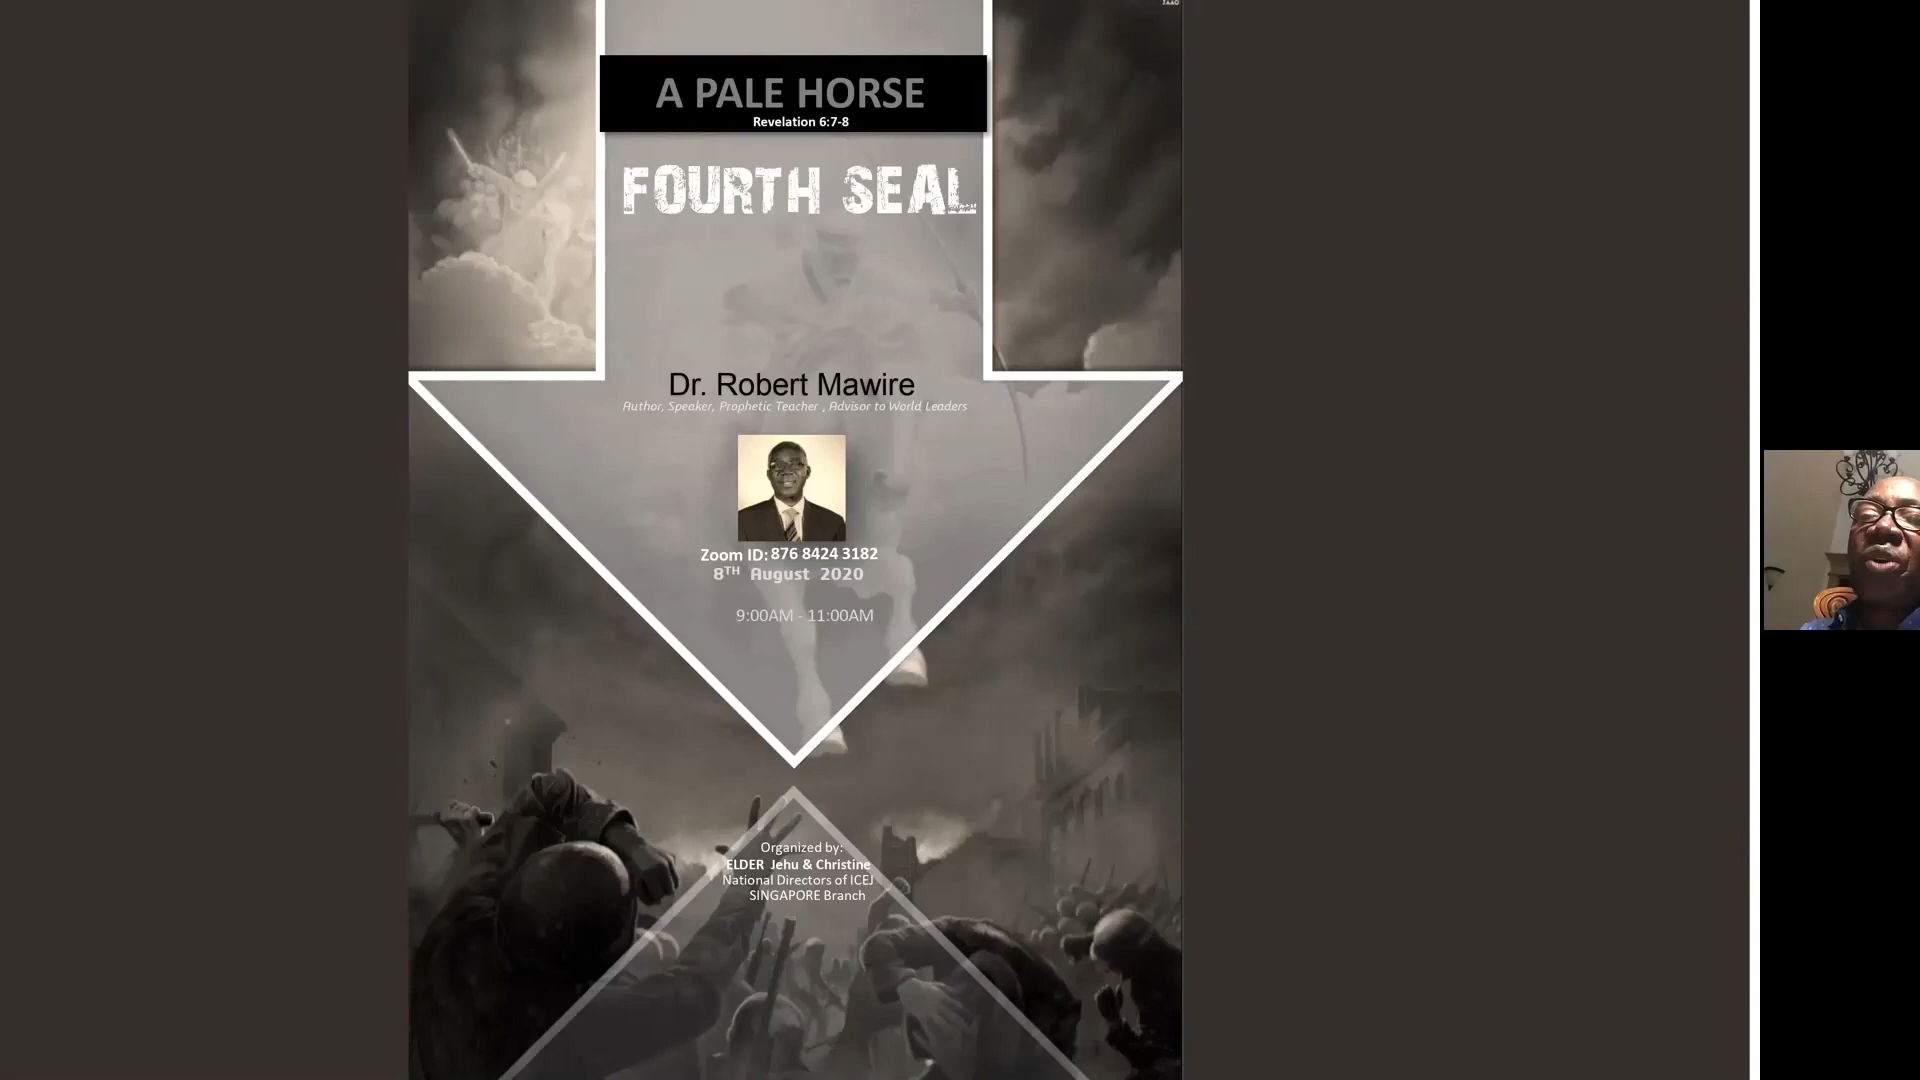 A PALE HORSE
Revelation 6:7-8
FOURTH SEAL
Dr. Robert Mawire
Author, Speaker, Prophetic Teacher , Advisor to World Leaders
Zoom ID: 876 8424 3182
8TH August 2020
9:00AM - 11:00AM
Organized by:
ELDER Jehu & Christine
National Directors of ICEJ
SINGAPORE Branch